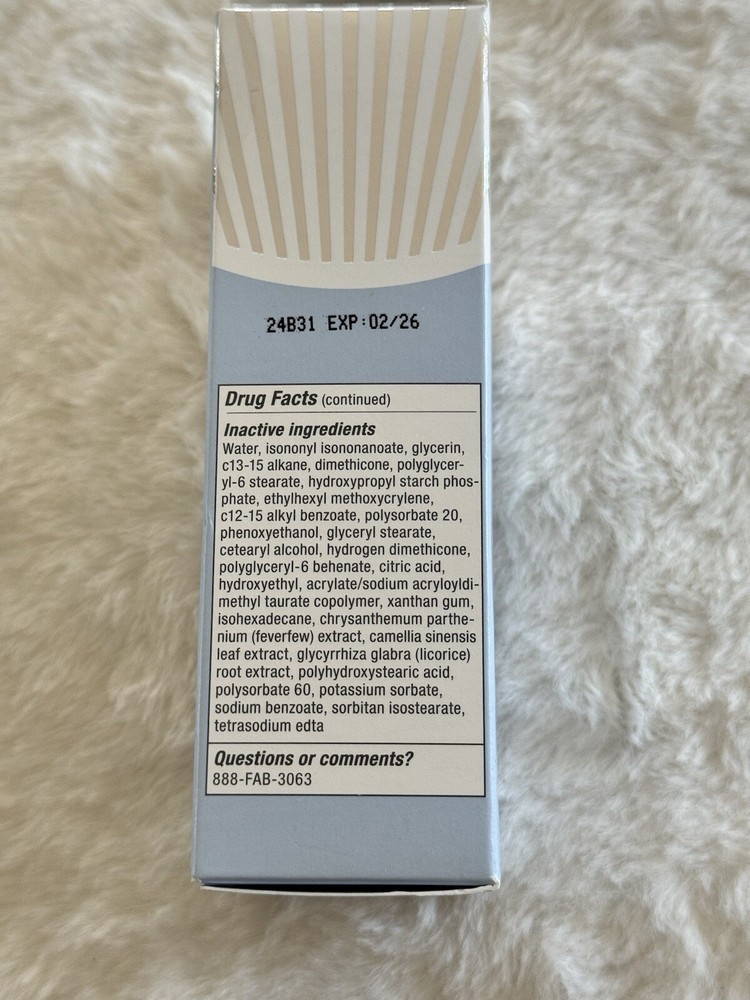 24B31 EXP:02/26
Drug Facts (continued)
Inactive ingredients
Water, isononyl isononanoate, glycerin,
c13-15 alkane, dimethicone, polyglycer-
yl-6 stearate, hydroxypropyl starch phos-
phate, ethylhexyl methoxycrylene,
c12-15 alkyl benzoate, polysorbate 20,
phenoxyethanol, glyceryl stearate,
cetearyl alcohol, hydrogen dimethicone,
polyglyceryl-6 behenate, citric acid,
hydroxyethyl, acrylate/sodium acryloyldi-
methyl taurate copolymer, xanthan gum,
isohexadecane, chrysanthemum parthe-
nium (feverfew) extract, camellia sinensis
leaf extract, glycyrrhiza glabra (licorice)
root extract, polyhydroxystearic acid,
polysorbate 60, potassium sorbate,
sodium benzoate, sorbitan isostearate,
tetrasodium edta
Questions or comments?
888-FAB-3063